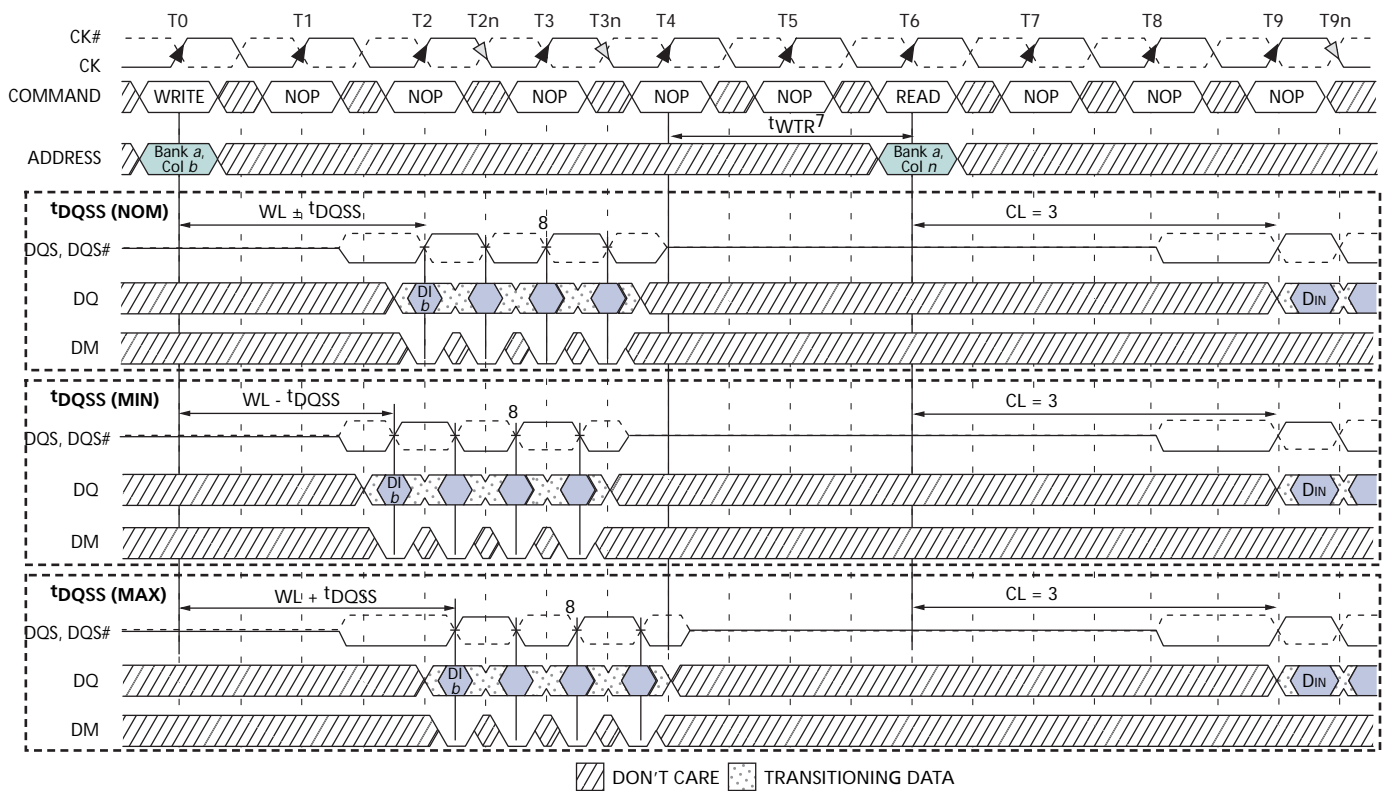 T0 T1 T2 T2n T3 T3n T4 T5 T6 T7 T8 T9 T9n
CK#
CK
COMMAND WRITE NOP NOP NOP NOP NOP READ NOP NOP NOP
tWTR7
ADDRESS Bank a, Col b Bank a, Col n
tDQSS (NOM) WL ± tDQSS CL = 3
8
DQS, DQS#
DQ DI b DIN
DM
tDQSS (MIN) WL - tDQSS CL = 3
8
DQS, DQS#
DQ DI b DIN
DM
tDQSS (MAX) WL + tDQSS CL = 3
8
DQS, DQS#
DQ DI b DIN
DM
DON'T CARE TRANSITIONING DATA